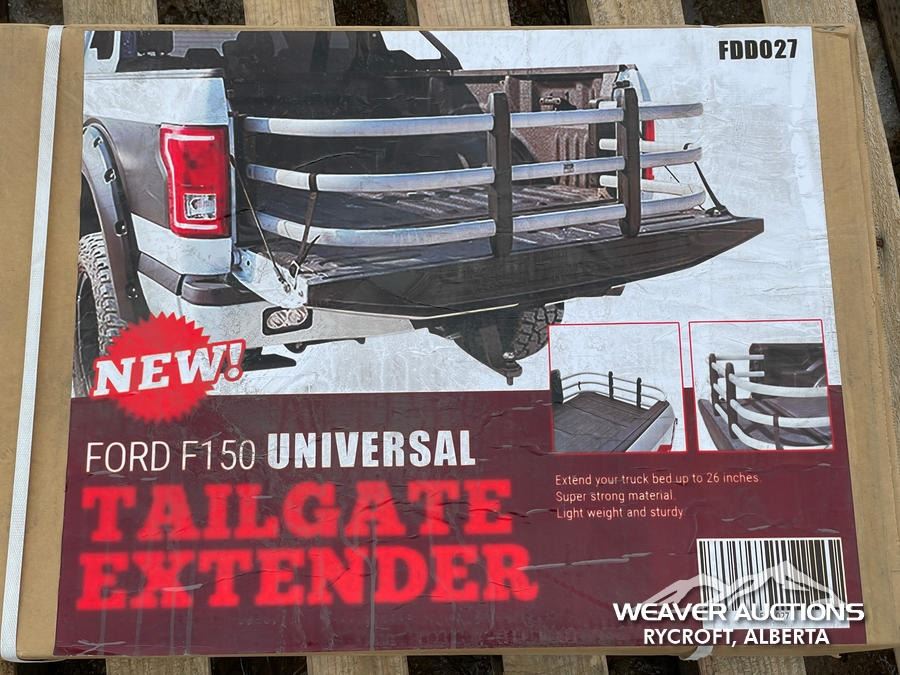 FDD027
NEW!
FORD F150 UNIVERSAL
TAILGATE
EXTENDER
Extend your truck bed up to 26 inches.
Super strong material.
Light weight and sturdy
WEAVER AUCTIONS
RYCROFT, ALBERTA